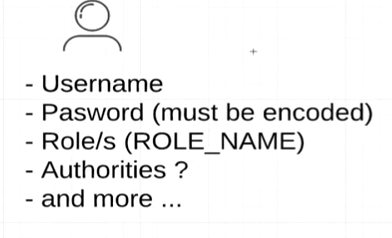 - Username
- Pasword (must be encoded)
- Role/s (ROLE_NAME)
- Authorities ?
- and more ...